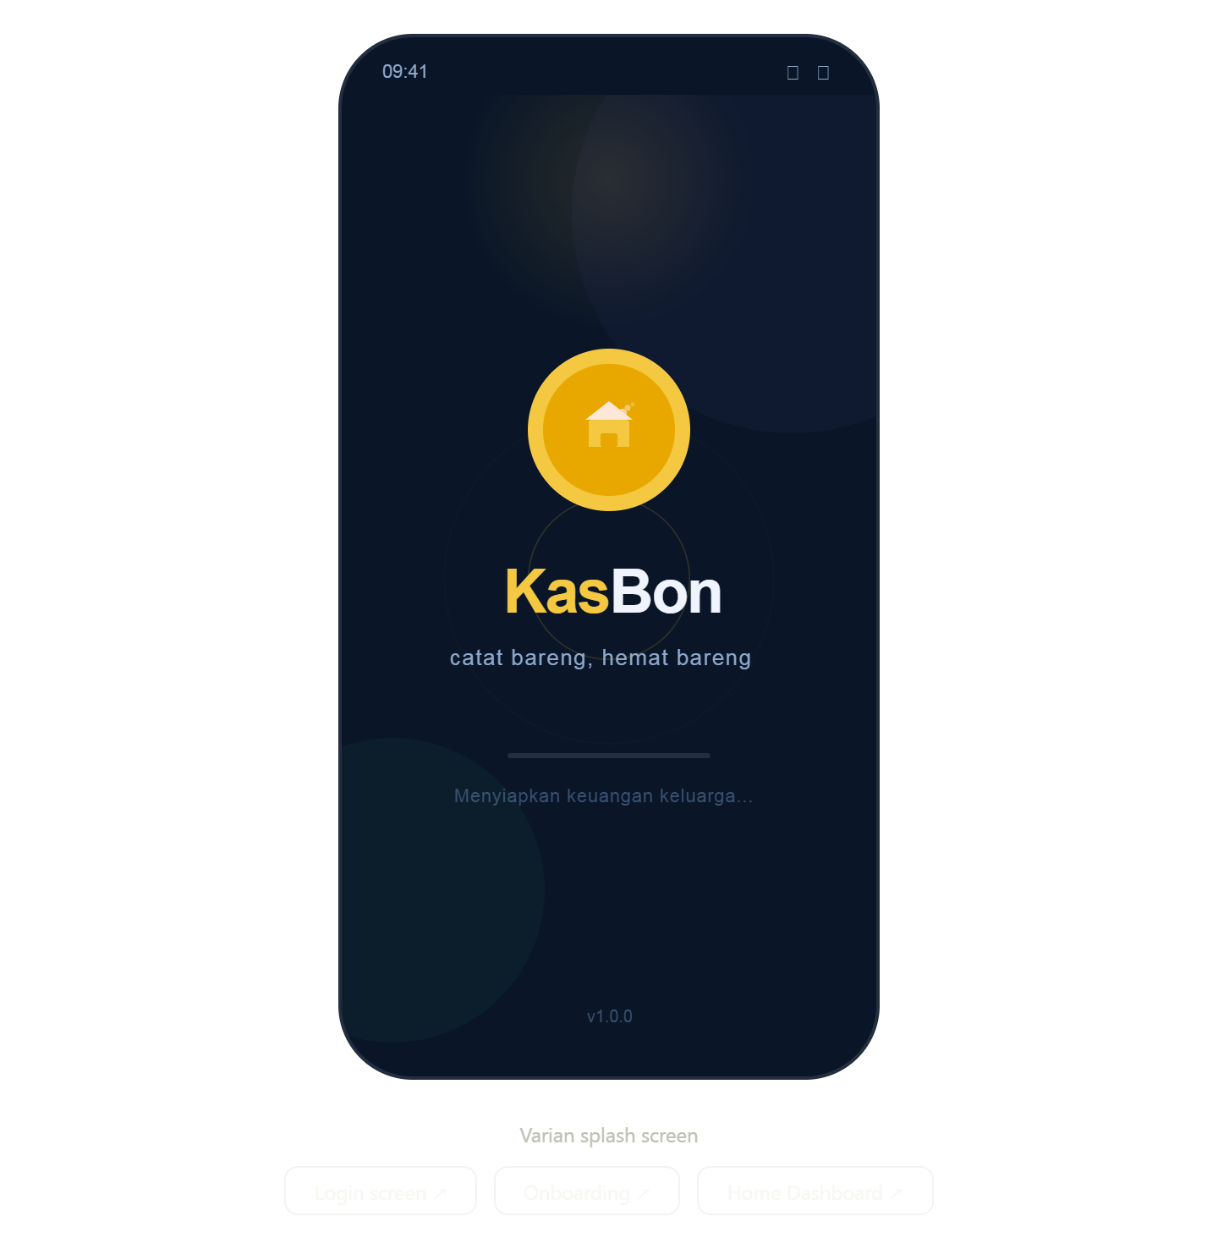 09:41
KasBon
catat bareng, hemat bareng
Menyiapkan keuangan keluarga...
v1.0.0
Varian splash screen
Login screen ↗
Onboarding ↗
Home Dashboard ↗